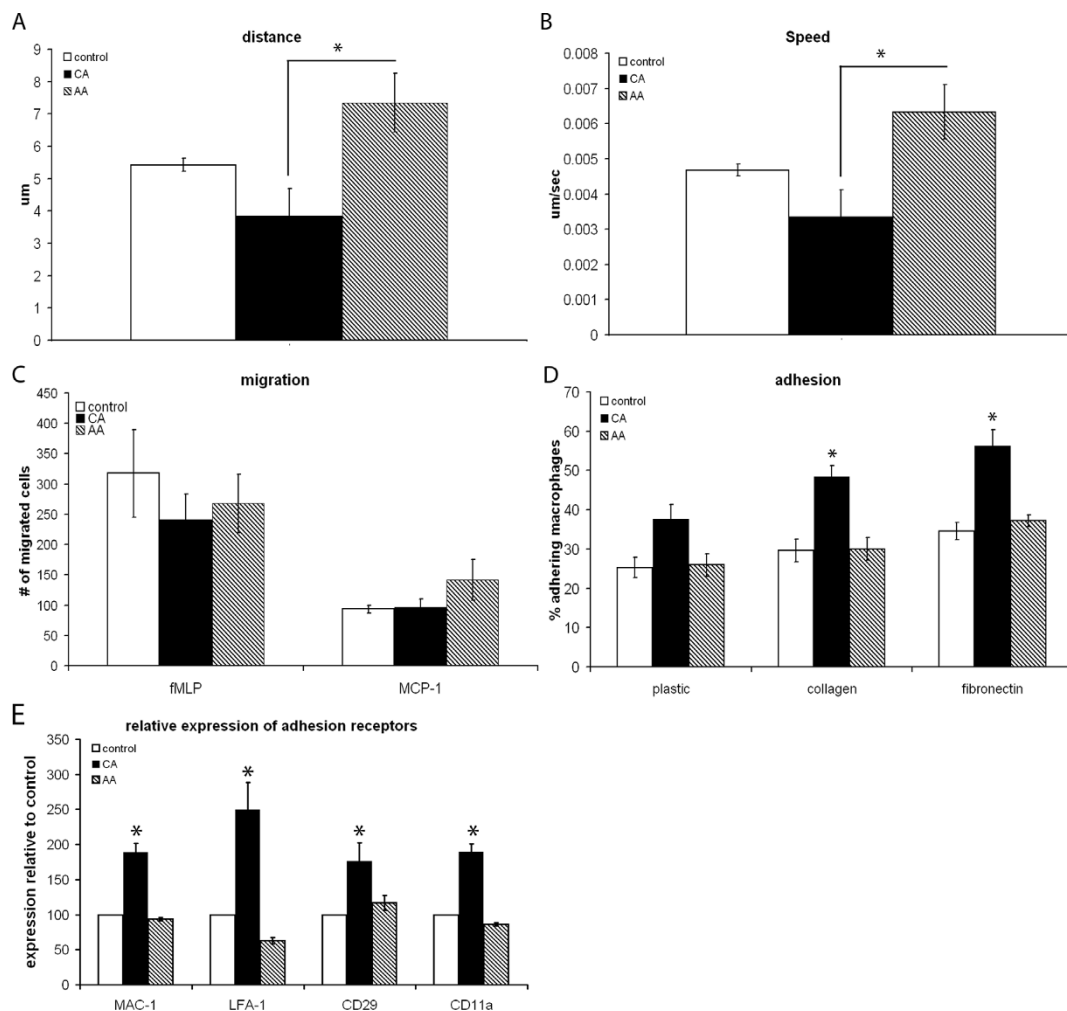 A
distance
9
8
7
6
5
4
3
2
1
0
um
control
CA
AA
*
B
Speed
0.008
0.007
0.006
0.005
0.004
0.003
0.002
0.001
0
um/sec
control
CA
AA
*
C
migration
450
400
350
300
250
200
150
100
50
0
# of migrated cells
control
CA
AA
fMLP
MCP-1
D
adhesion
70
60
50
40
30
20
10
0
% adhering macrophages
control
CA
AA
*
*
plastic
collagen
fibronectin
E
relative expression of adhesion receptors
350
300
250
200
150
100
50
0
expression relative to control
control
CA
AA
*
*
*
*
MAC-1
LFA-1
CD29
CD11a